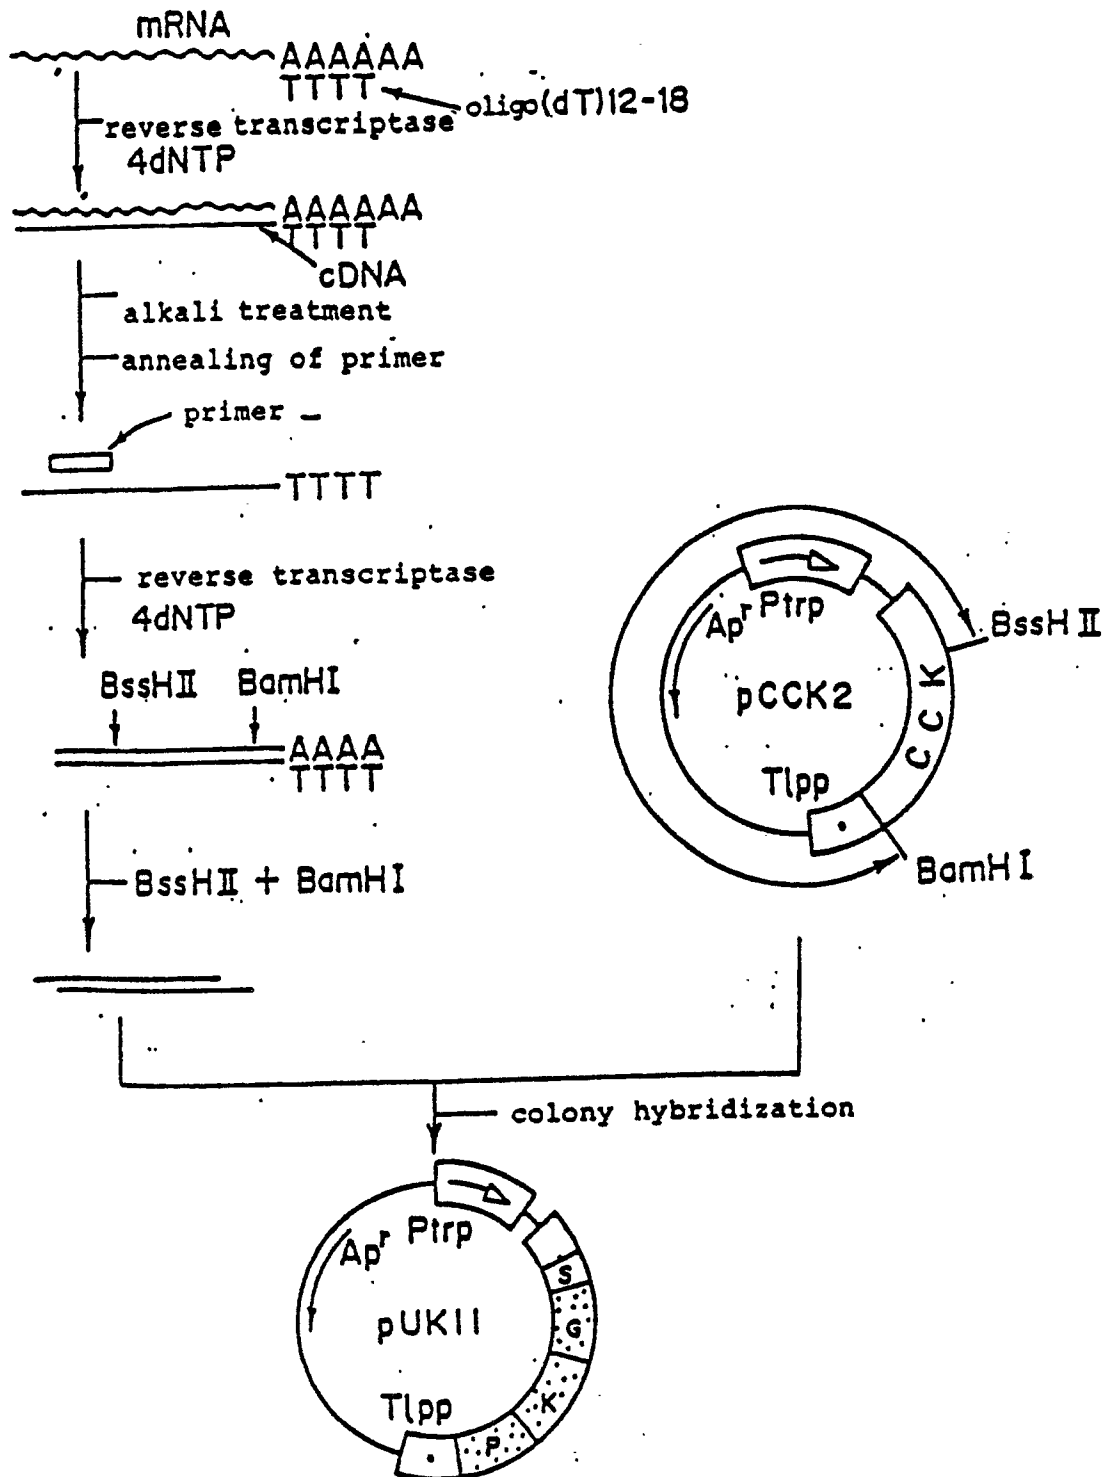 mRNA
AAAAAA
TTTT
oligo(dT)12-18
reverse transcriptase
4dNTP
AAAAAA
TTTT
cDNA
alkali treatment
annealing of primer
primer
TTTT
reverse transcriptase
4dNTP
BssHⅡ BamHI
AAAA
TTTT
BssHⅡ + BamHI
Apʳ Ptrp
BssHⅡ
pCCK2
CCK
Tlpp
BamHI
colony hybridization
Apʳ Ptrp
S
pUK11
G
K
Tlpp
P